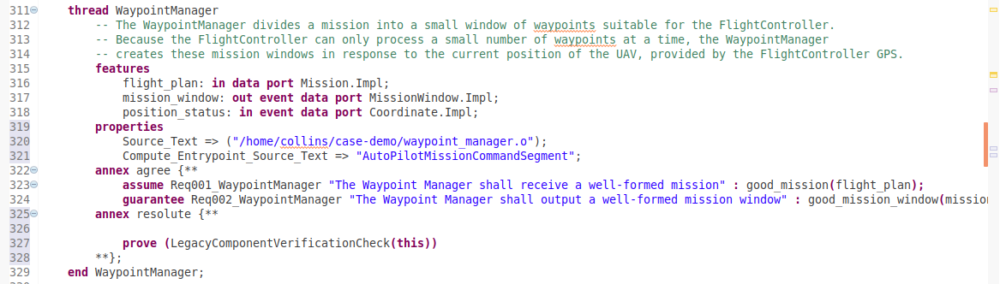 311 thread WaypointManager
312 -- The WaypointManager divides a mission into a small window of waypoints suitable for the FlightController.
313 -- Because the FlightController can only process a small number of waypoints at a time, the WaypointManager
314 -- creates these mission windows in response to the current position of the UAV, provided by the FlightController GPS.
315 features
316 flight_plan: in data port Mission.Impl;
317 mission_window: out event data port MissionWindow.Impl;
318 position_status: in event data port Coordinate.Impl;
319 properties
320 Source_Text => ("/home/collins/case-demo/waypoint_manager.o");
321 Compute_Entrypoint_Source_Text => "AutoPilotMissionCommandSegment";
322 annex agree {**
323 assume Req001_WaypointManager "The Waypoint Manager shall receive a well-formed mission" : good_mission(flight_plan);
324 guarantee Req002_WaypointManager "The Waypoint Manager shall output a well-formed mission window" : good_mission_window(mission
325 annex resolute {**
326
327 prove (LegacyComponentVerificationCheck(this))
328 **};
329 end WaypointManager;